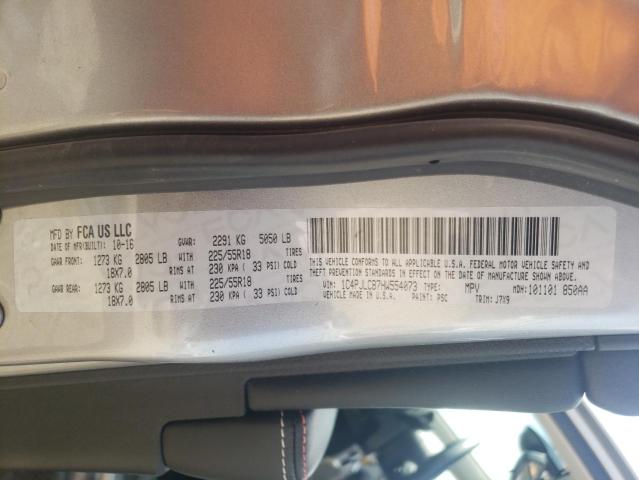 MFD BY FCA US LLC
DATE OF MFR(BUILT): 10-16 GVWR: 2291 KG 5050 LB
GAWR FRONT: 1273 KG 2805 LB WITH 225/55R18 TIRES
18X7.0 RIMS AT 230 KPA ( 33 PSI) COLD
GAWR REAR: 1273 KG 2805 LB WITH 225/55R18 TIRES
18X7.0 RIMS AT 230 KPA ( 33 PSI) COLD
THIS VEHICLE CONFORMS TO ALL APPLICABLE U.S.A. FEDERAL MOTOR VEHICLE SAFETY AND
THEFT PREVENTION STANDARDS IN EFFECT ON THE DATE OF MANUFACTURE SHOWN ABOVE.
VIN: 1C4PJLCB7HW554073 TYPE: MPV MDH: 101101 850AA
VEHICLE MADE IN U.S.A. PAINT: PSC TRIM: J7X9